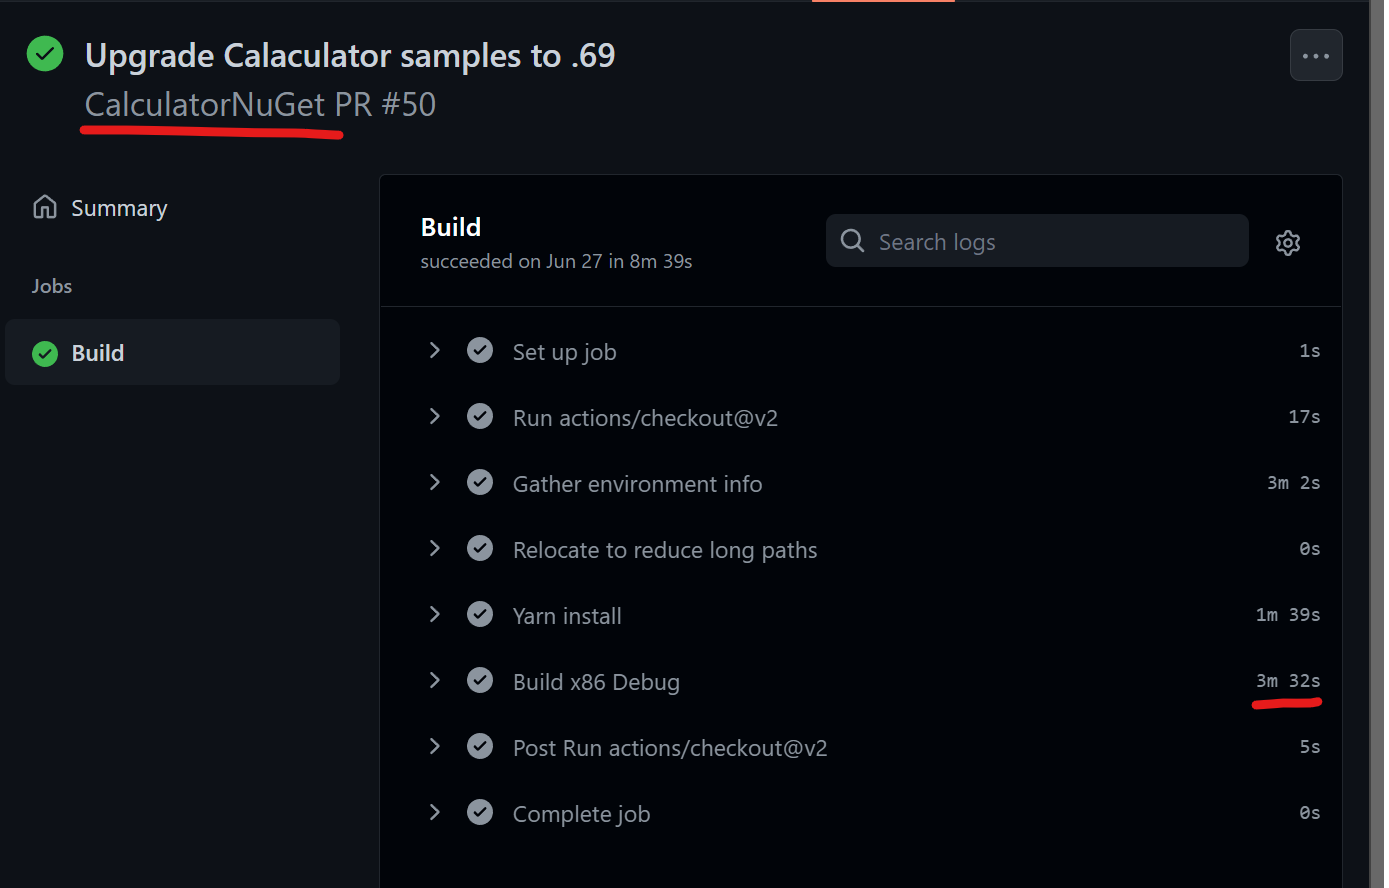 Upgrade Calaculator samples to .69
CalculatorNuGet PR #50
Summary
Jobs
Build
Build
succeeded on Jun 27 in 8m 39s
Search logs
Set up job 1s
Run actions/checkout@v2 17s
Gather environment info 3m 2s
Relocate to reduce long paths 0s
Yarn install 1m 39s
Build x86 Debug 3m 32s
Post Run actions/checkout@v2 5s
Complete job 0s